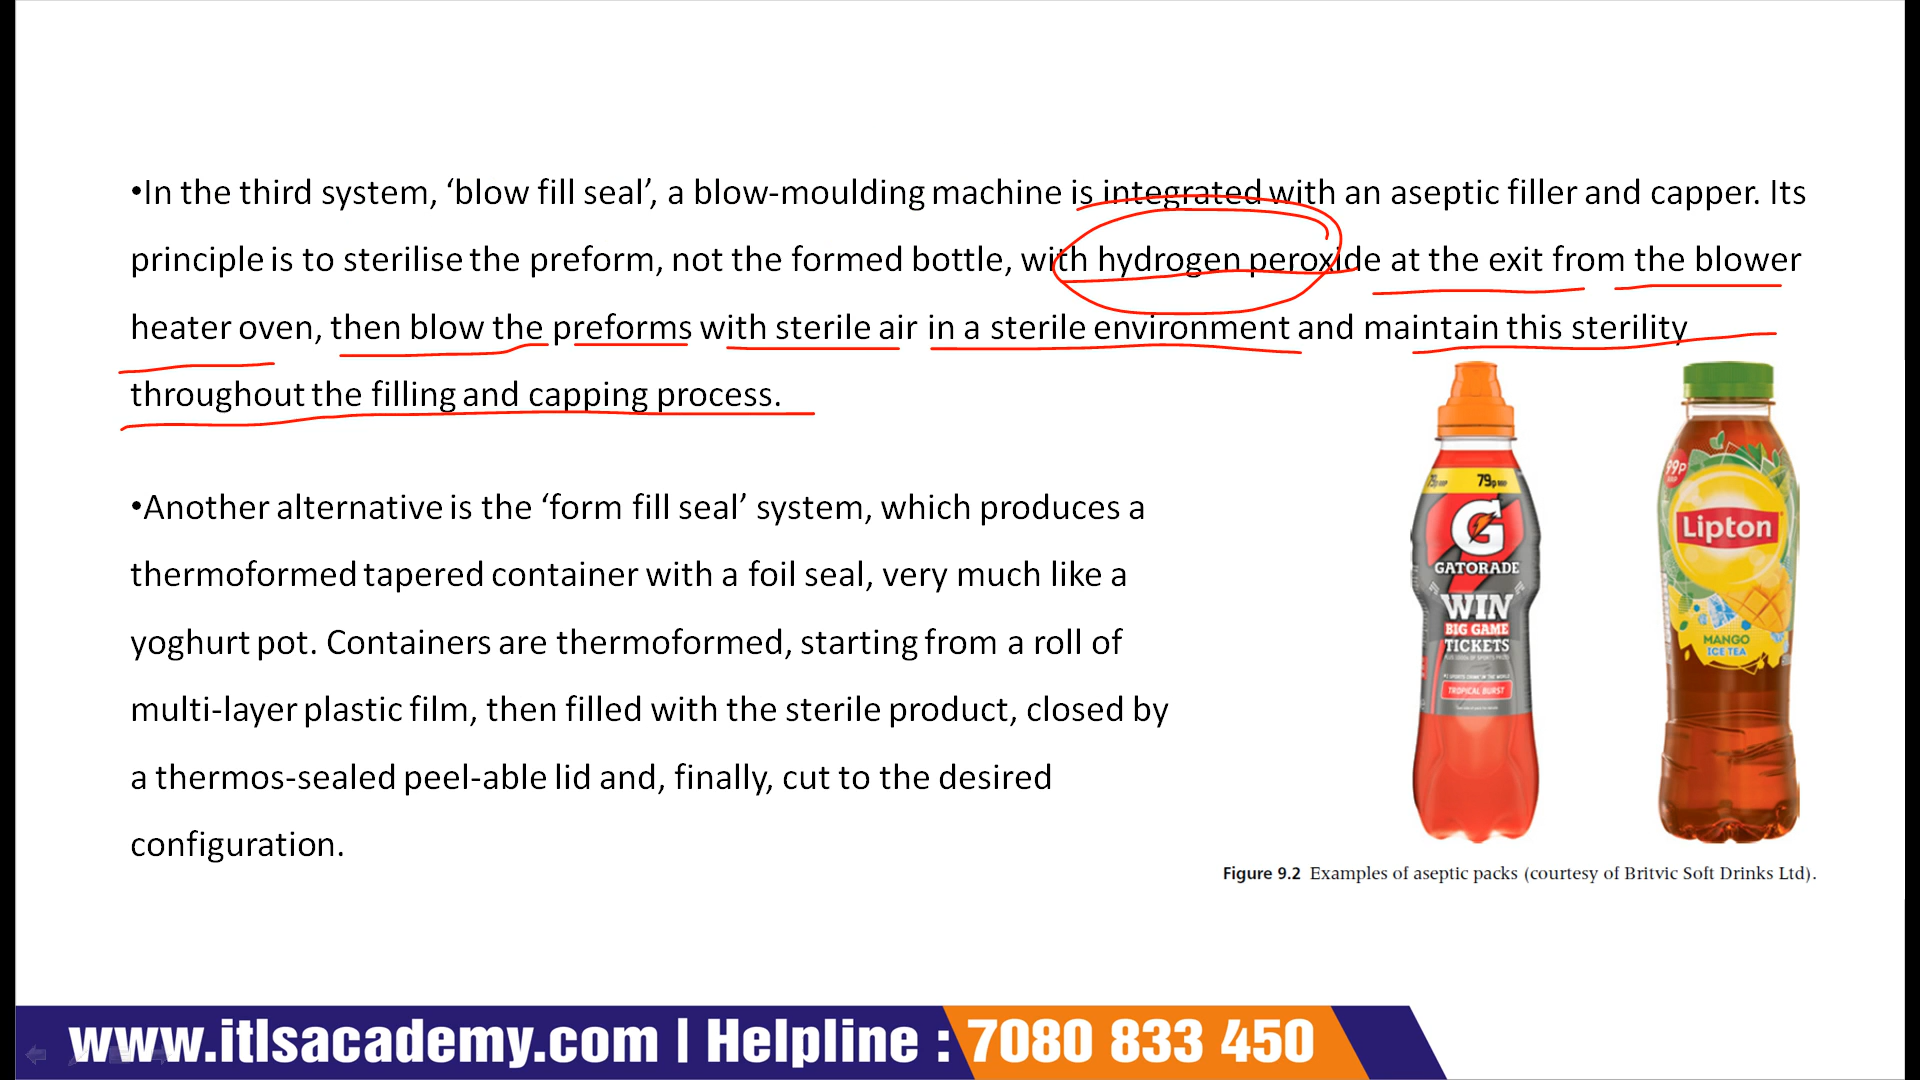 •In the third system, ‘blow fill seal’, a blow-moulding machine is integrated with an aseptic filler and capper. Its
principle is to sterilise the preform, not the formed bottle, with hydrogen peroxide at the exit from the blower
heater oven, then blow the preforms with sterile air in a sterile environment and maintain this sterility
throughout the filling and capping process.
•Another alternative is the ‘form fill seal’ system, which produces a
thermoformed tapered container with a foil seal, very much like a
yoghurt pot. Containers are thermoformed, starting from a roll of
multi-layer plastic film, then filled with the sterile product, closed by
a thermos-sealed peel-able lid and, finally, cut to the desired
configuration.
79p
G
GATORADE
WIN
BIG GAME
TICKETS
TROPICAL BURST
99p
Lipton
MANGO
ICE TEA
Figure 9.2 Examples of aseptic packs (courtesy of Britvic Soft Drinks Ltd).
www.itlsacademy.com | Helpline : 7080 833 450